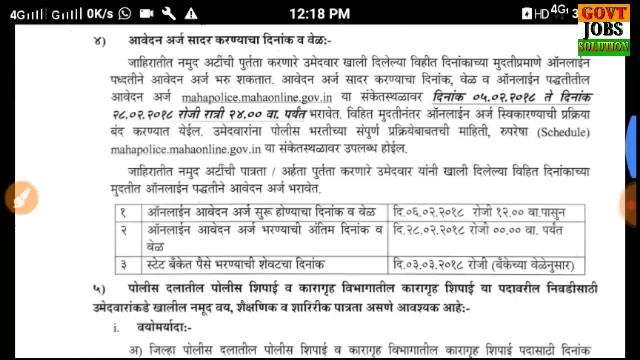 4G 4G 0K/s 12:18 PM HD 4G 3
GOVT
JOBS
SOLUTION
४) आवेदन अर्ज सादर करण्याचा दिनांक व वेळ:
जाहिरातीत नमुद अटींची पुर्तता करणारे उमेदवार खाली दिलेल्या विहीत दिनांकाच्या मुदतीप्रमाणे ऑनलाईन
पध्दतीने आवेदन अर्ज भरु शकतात. आवेदन अर्ज सादर करण्याचा दिनांक, वेळ व ऑनलाईन पद्धतीतील
आवेदन अर्ज mahapolice.mahaonline.gov.in या संकेतस्थळावर दिनांक ०५.०२.२०१८ ते दिनांक
२८.०२.२०१८ रोजी रात्री २४.०० वा. पर्यंत भरावेत. विहित मुदतीनंतर ऑनलाईन अर्ज स्विकारण्याची प्रक्रिया
बंद करण्यात येईल. उमेदवारांना पोलीस भरतीच्या संपुर्ण प्रक्रियेबाबतची माहिती, रुपरेषा (Schedule)
mahapolice.mahaonline.gov.in या संकेतस्थळावर उपलब्ध होईल.
जाहिरातीत नमुद अटींची पात्रता / अर्हता पुर्तता करणारे उमेदवार यांनी खाली दिलेल्या विहित दिनांकाच्या
मुदतीत ऑनलाईन पद्धतीने आवेदन अर्ज भरावेत.
१ ऑनलाईन आवेदन अर्ज सुरू होण्याचा दिनांक व वेळ दि.०६.०२.२०१८ रोजी १२.०० वा.पासुन
२ ऑनलाईन आवेदन अर्ज भरण्याची अंतिम दिनांक व दि.२८.०२.२०१८ रोजी ००.०० वा. पर्यंत
वेळ
३ स्टेट बँकेत पैसे भरण्याची शेवटचा दिनांक दि.०३.०३.२०१८ रोजी (बँकेच्या वेळेनुसार)
५) पोलीस दलातील पोलीस शिपाई व कारागृह विभागातील कारागृह शिपाई या पदावरील निवडीसाठी
उमेदवारांकडे खालील नमूद वय, शैक्षणिक व शारिरीक पात्रता असणे आवश्यक आहे:-
i. वयोमर्यादा:-
अ) जिल्हा पोलीस दलातील पोलीस शिपाई व कारागृह विभागातील कारागृह शिपाई पदासाठी दिनांक